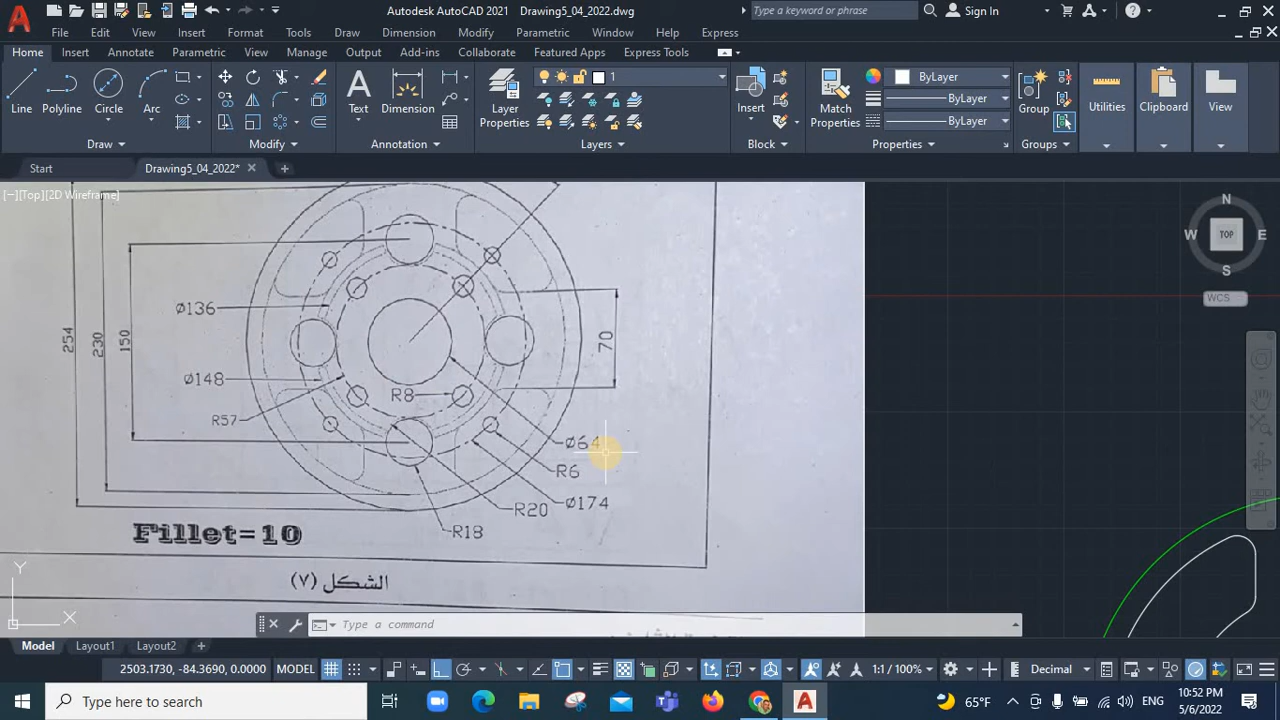 Autodesk AutoCAD 2021 Drawing5_04_2022.dwg
Type a keyword or phrase
Sign In
File Edit View Insert Format Tools Draw Dimension Modify Parametric Window Help Express
Home Insert Annotate Parametric View Manage Output Add-ins Collaborate Featured Apps Express Tools
Line Polyline Circle Arc
Text Dimension
Layer Properties
1
Insert
Match Properties
ByLayer
ByLayer
ByLayer
Group
Utilities
Clipboard
View
Draw Modify Annotation Layers Block Properties Groups
Start Drawing5_04_2022*
[−][Top][2D Wireframe]
N
W TOP E
S
WCS
Ø136
254
230
150
70
Ø148
R8
R57
Ø64
R6
Ø174
R20
R18
Fillet=10
الشكل (٧)
Y
X
Type a command
Model Layout1 Layout2
2503.1730, -84.3690, 0.0000 MODEL 1:1 / 100% Decimal
Type here to search
65°F
ENG
10:52 PM
5/6/2022